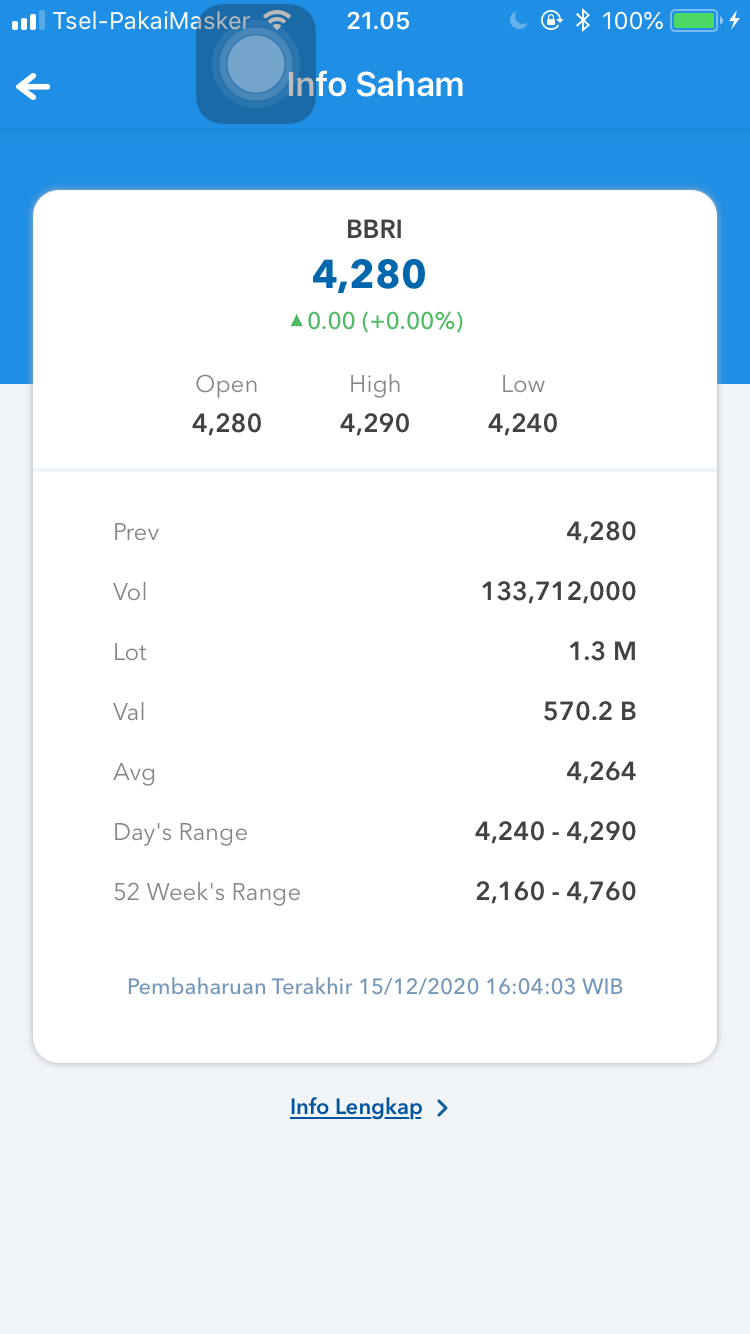 Tsel-PakaiMasker 21.05 100%
Info Saham
BBRI
4,280
▲0.00 (+0.00%)
Open High Low
4,280 4,290 4,240
Prev 4,280
Vol 133,712,000
Lot 1.3 M
Val 570.2 B
Avg 4,264
Day's Range 4,240 - 4,290
52 Week's Range 2,160 - 4,760
Pembaharuan Terakhir 15/12/2020 16:04:03 WIB
Info Lengkap